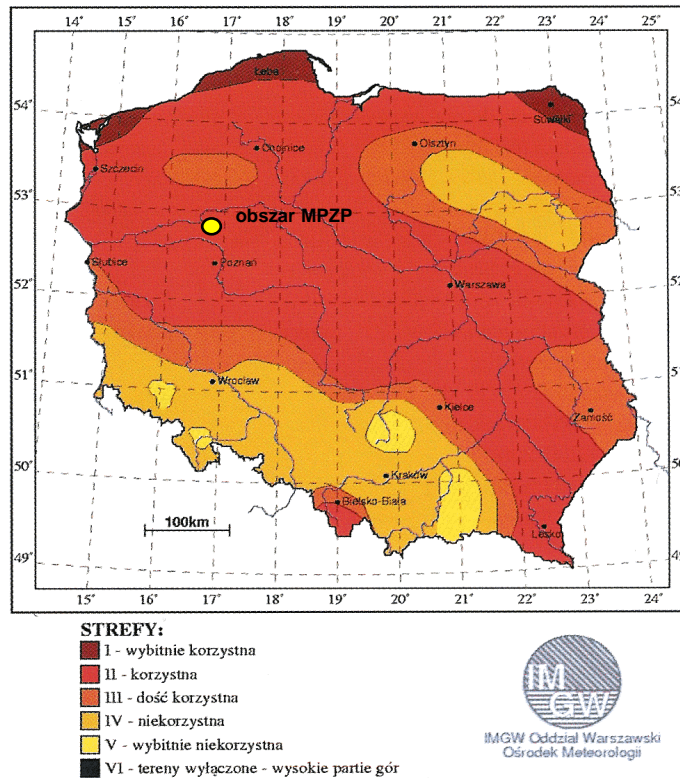 14° 15° 16° 17° 18° 19° 20° 21° 22° 23° 24° 25°
Łeba
54°
Suwałki
Chojnice
Olsztyn
Szczecin
53°
obszar MPZP
Słubice
Poznań
52°
Warszawa
51°
Wrocław
Kielce
Zamość
50°
Kraków
Bielsko-Biała
100km
Lesko
49°
15° 16° 17° 18° 19° 20° 21° 22° 23° 24°
STREFY:
I - wybitnie korzystna
II - korzystna
III - dość korzystna
IV - niekorzystna
V - wybitnie niekorzystna
VI - tereny wyłączone - wysokie partie gór
IM
GW
IMGW Oddział Warszawski
Ośrodek Meteorologii